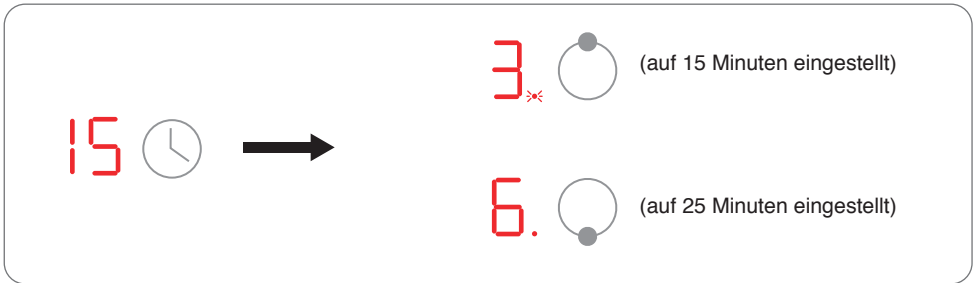 3. (auf 15 Minuten eingestellt)
15
6. (auf 25 Minuten eingestellt)